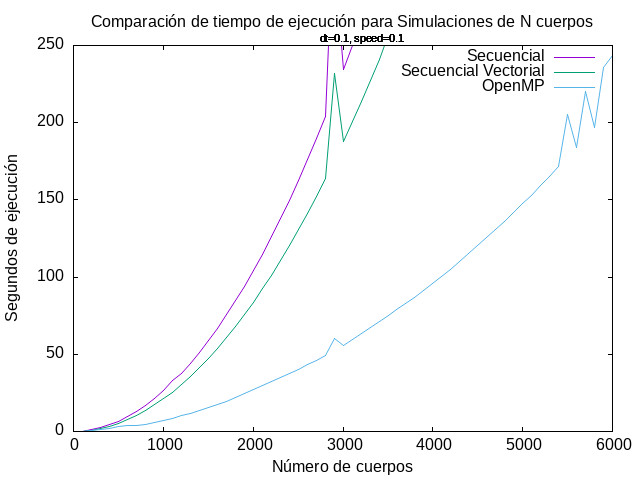 Comparación de tiempo de ejecución para Simulaciones de N cuerpos
dt=0.1, speed=0.1
Secuencial
Secuencial Vectorial
OpenMP
250
200
150
100
50
0
Segundos de ejecución
0 1000 2000 3000 4000 5000 6000
Número de cuerpos